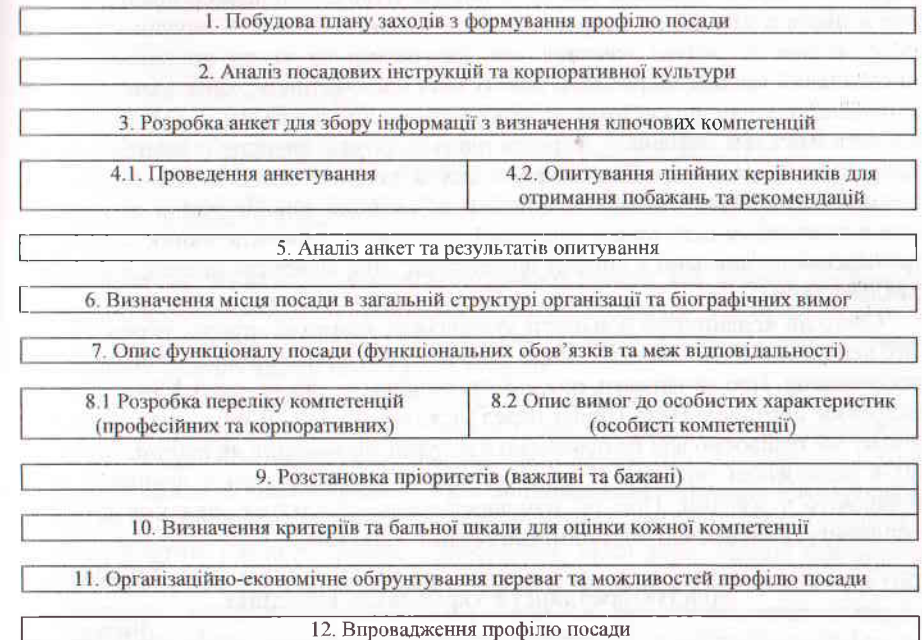 1. Побудова плану заходів з формування профілю посади
2. Аналіз посадових інструкцій та корпоративної культури
3. Розробка анкет для збору інформації з визначення ключових компетенцій
4.1. Проведення анкетування
4.2. Опитування лінійних керівників для
отримання побажань та рекомендацій
5. Аналіз анкет та результатів опитування
6. Визначення місця посади в загальній структурі організації та біографічних вимог
7. Опис функціоналу посади (функціональних обов’язків та меж відповідальності)
8.1 Розробка переліку компетенцій
(професійних та корпоративних)
8.2 Опис вимог до особистих характеристик
(особисті компетенції)
9. Розстановка пріоритетів (важливі та бажані)
10. Визначення критеріїв та бальної шкали для оцінки кожної компетенції
11. Організаційно-економічне обґрунтування переваг та можливостей профілю посади
12. Впровадження профілю посади